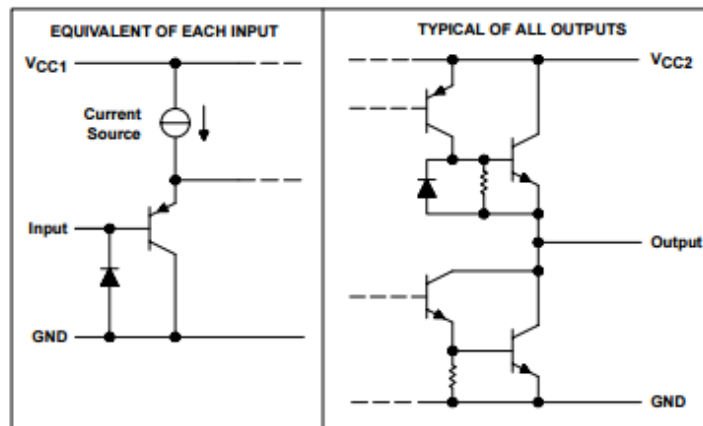 EQUIVALENT OF EACH INPUT
VCC1
Current
Source
Input
GND
TYPICAL OF ALL OUTPUTS
VCC2
Output
GND